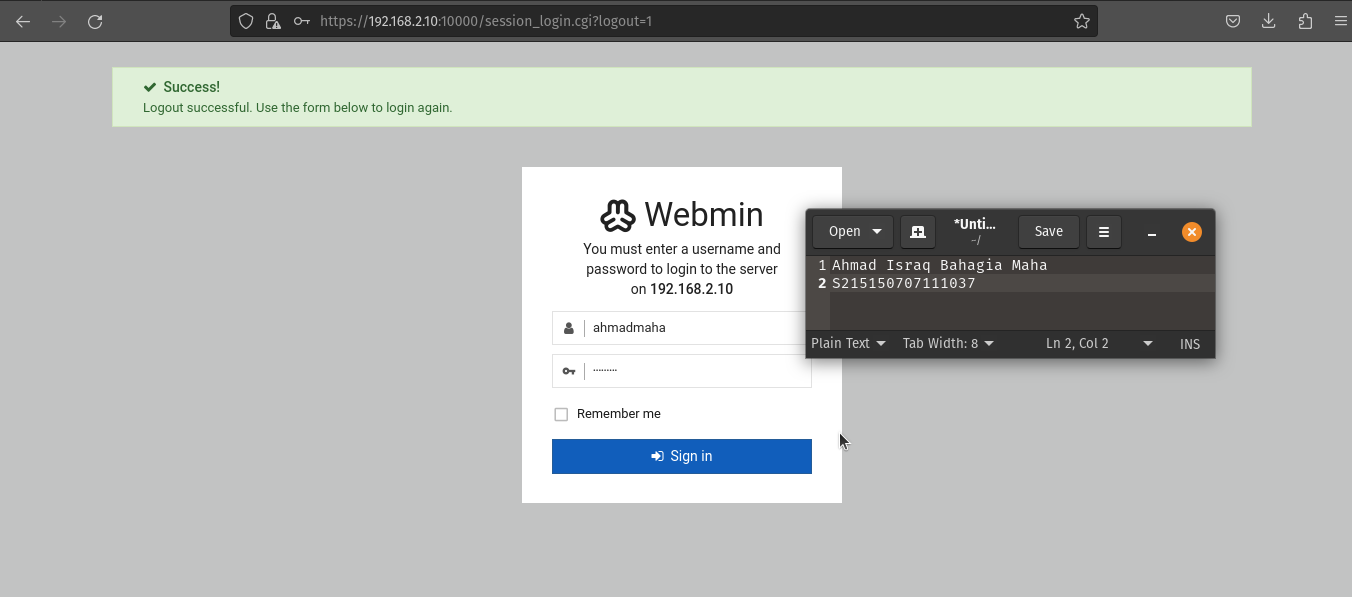 https://192.168.2.10:10000/session_login.cgi?logout=1
Success!
Logout successful. Use the form below to login again.
Webmin
You must enter a username and
password to login to the server
on 192.168.2.10
ahmadmaha
Remember me
Sign in
Open
*Unti...
~/
Save
1 Ahmad Israq Bahagia Maha
2 S215150707111037
Plain Text Tab Width: 8 Ln 2, Col 2 INS